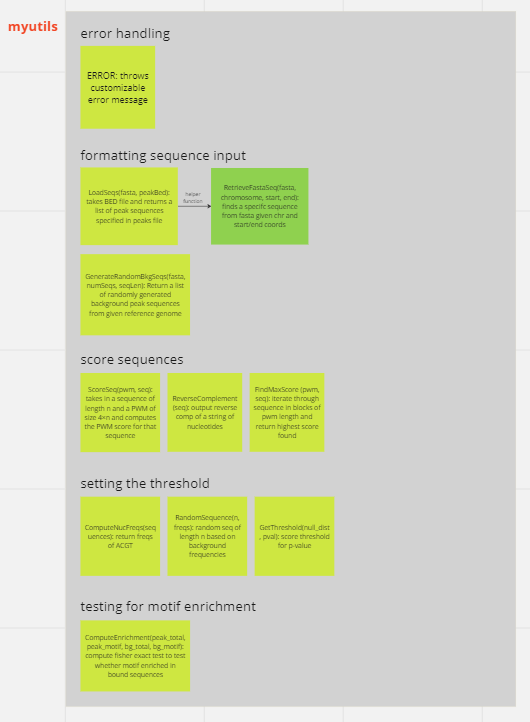 myutils
error handling
ERROR: throws
customizable
error message
formatting sequence input
LoadSeqs(fasta, peakBed):
takes BED file and returns a
list of peak sequences
specified in peaks file
helper
function
RetrieveFastaSeq(fasta,
chromosome, start, end):
finds a specifc sequence
from fasta given chr and
start/end coords
GenerateRandomBkgSeqs(fasta,
numSeqs, seqLen): Return a list
of randomly generated
background peak sequences
from given reference genome
score sequences
ScoreSeq(pwm, seq):
takes in a sequence of
length n and a PWM of
size 4×n and computes
the PWM score for that
sequence
ReverseComplement
(seq): output reverse
comp of a string of
nucleotides
FindMaxScore (pwm,
seq): iterate through
sequence in blocks of
pwm length and
return highest score
found
setting the threshold
ComputeNucFreqs(seq
uences): return freqs
of ACGT
RandomSequence(n,
freqs): random seq of
length n based on
background
frequencies
GetThreshold(null_dist
, pval): score threshold
for p-value
testing for motif enrichment
ComputeEnrichment(peak_total,
peak_motif, bg_total, bg_motif):
compute fisher exact test to test
whether motif enriched in
bound sequences